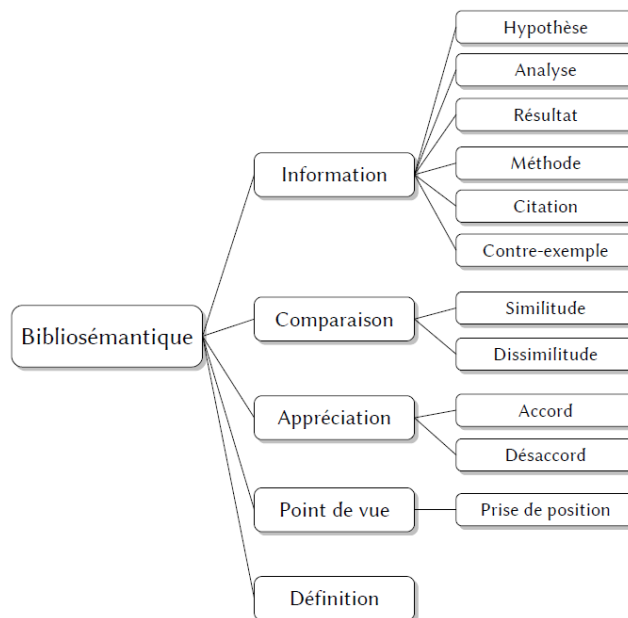 Hypothèse
Analyse
Résultat
Information
Méthode
Citation
Contre-exemple
Bibliosémantique
Comparaison
Similitude
Dissimilitude
Appréciation
Accord
Désaccord
Point de vue
Prise de position
Définition